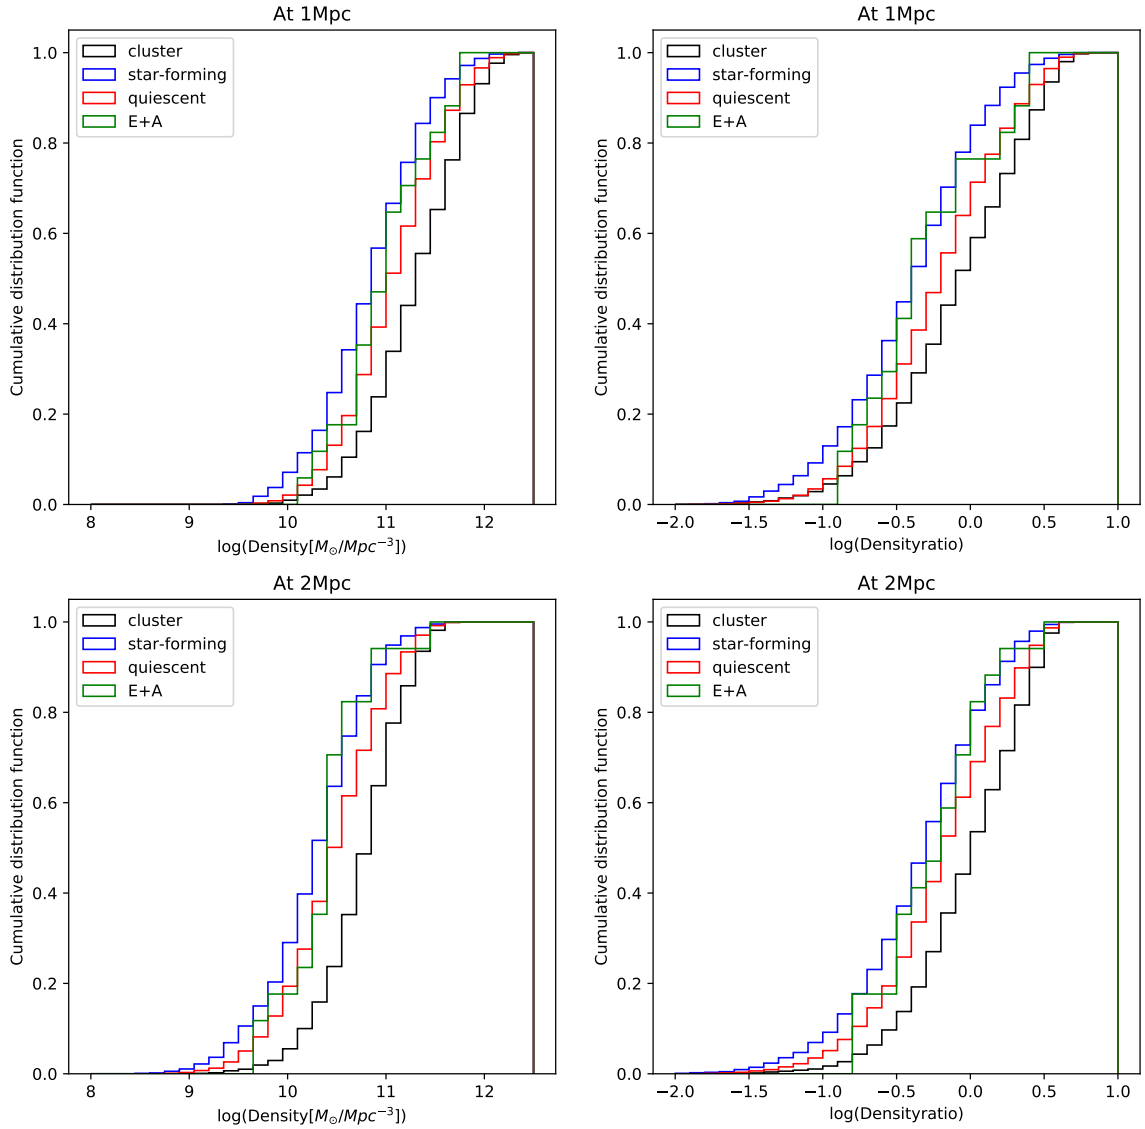 At 1Mpc
cluster
star-forming
quiescent
E+A
Cumulative distribution function
1.0
0.8
0.6
0.4
0.2
0.0
8 9 10 11 12
log(Density[$M_\odot/Mpc^{-3}$])
At 1Mpc
cluster
star-forming
quiescent
E+A
Cumulative distribution function
1.0
0.8
0.6
0.4
0.2
0.0
−2.0 −1.5 −1.0 −0.5 0.0 0.5 1.0
log(Densityratio)
At 2Mpc
cluster
star-forming
quiescent
E+A
Cumulative distribution function
1.0
0.8
0.6
0.4
0.2
0.0
8 9 10 11 12
log(Density[$M_\odot/Mpc^{-3}$])
At 2Mpc
cluster
star-forming
quiescent
E+A
Cumulative distribution function
1.0
0.8
0.6
0.4
0.2
0.0
−2.0 −1.5 −1.0 −0.5 0.0 0.5 1.0
log(Densityratio)